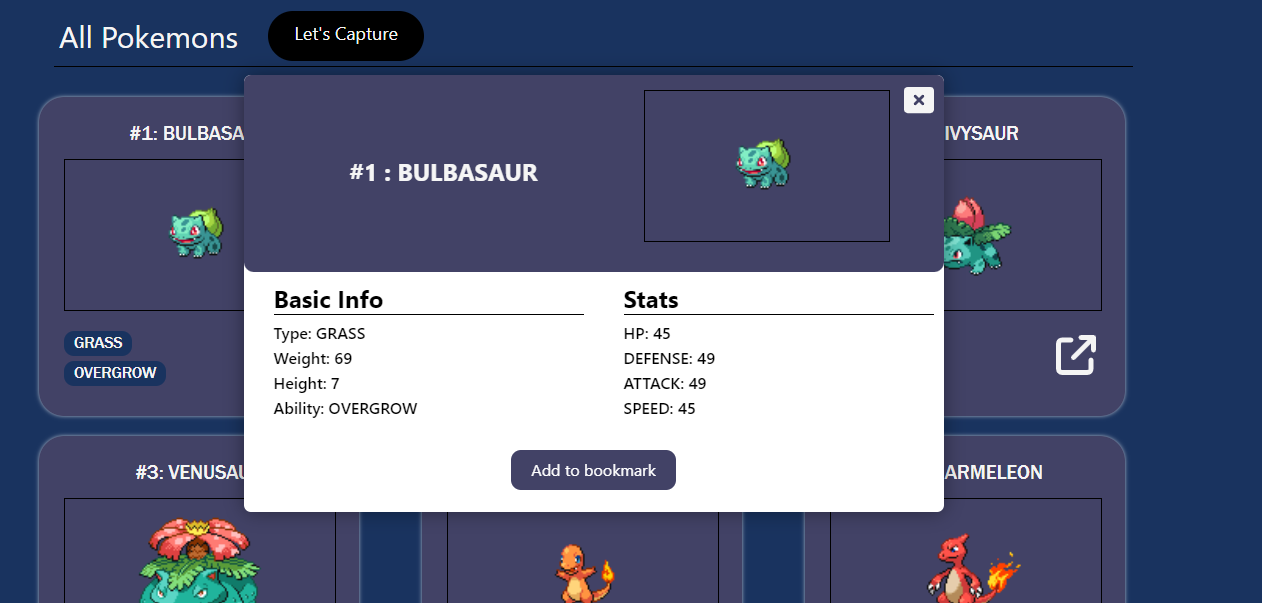 All Pokemons
Let's Capture
#1: BULBASA
IVYSAUR
#1 : BULBASAUR
GRASS
OVERGROW
Basic Info
Type: GRASS
Weight: 69
Height: 7
Ability: OVERGROW
Stats
HP: 45
DEFENSE: 49
ATTACK: 49
SPEED: 45
Add to bookmark
#3: VENUSAU
ARMELEON